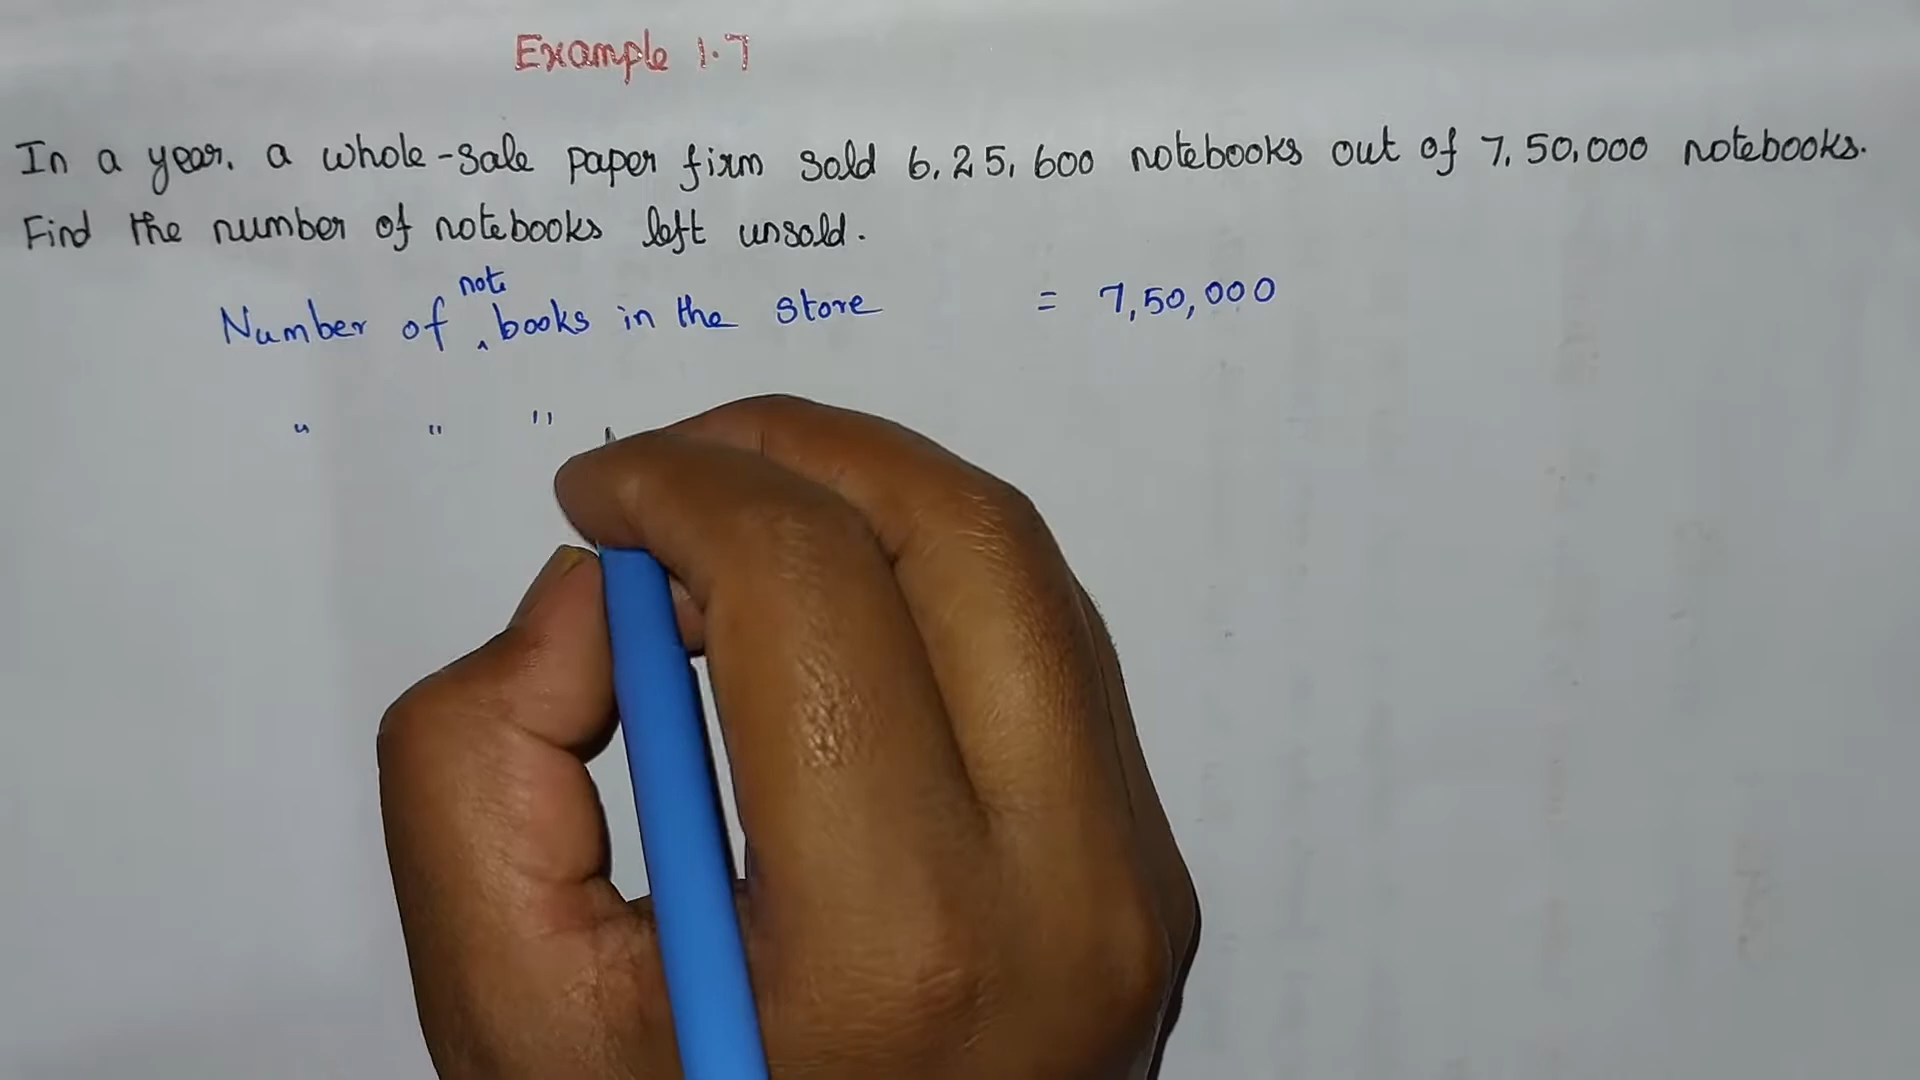 Example 1.7
In a year, a whole-sale paper firm sold 6,25,600 notebooks out of 7,50,000 notebooks.
Find the number of notebooks left unsold.
note
Number of ^ books in the store = 7,50,000
" " "